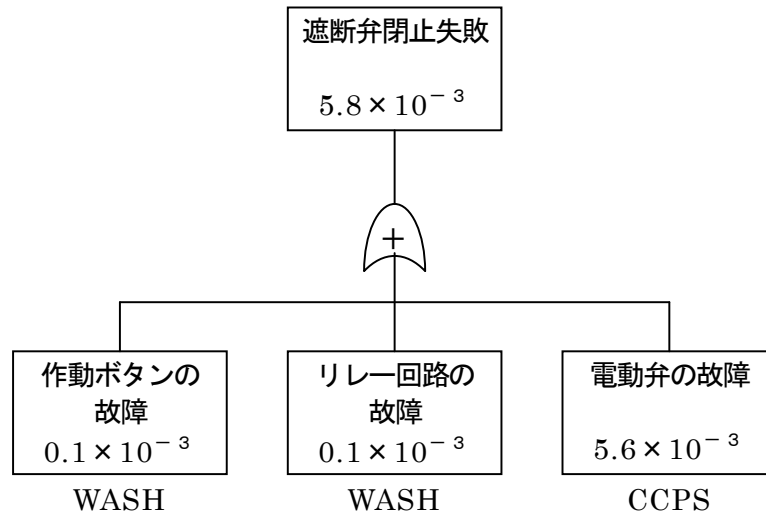 遮断弁閉止失敗
5.8×10⁻³
+
作動ボタンの
故障
0.1×10⁻³
WASH
リレー回路の
故障
0.1×10⁻³
WASH
電動弁の故障
5.6×10⁻³
CCPS